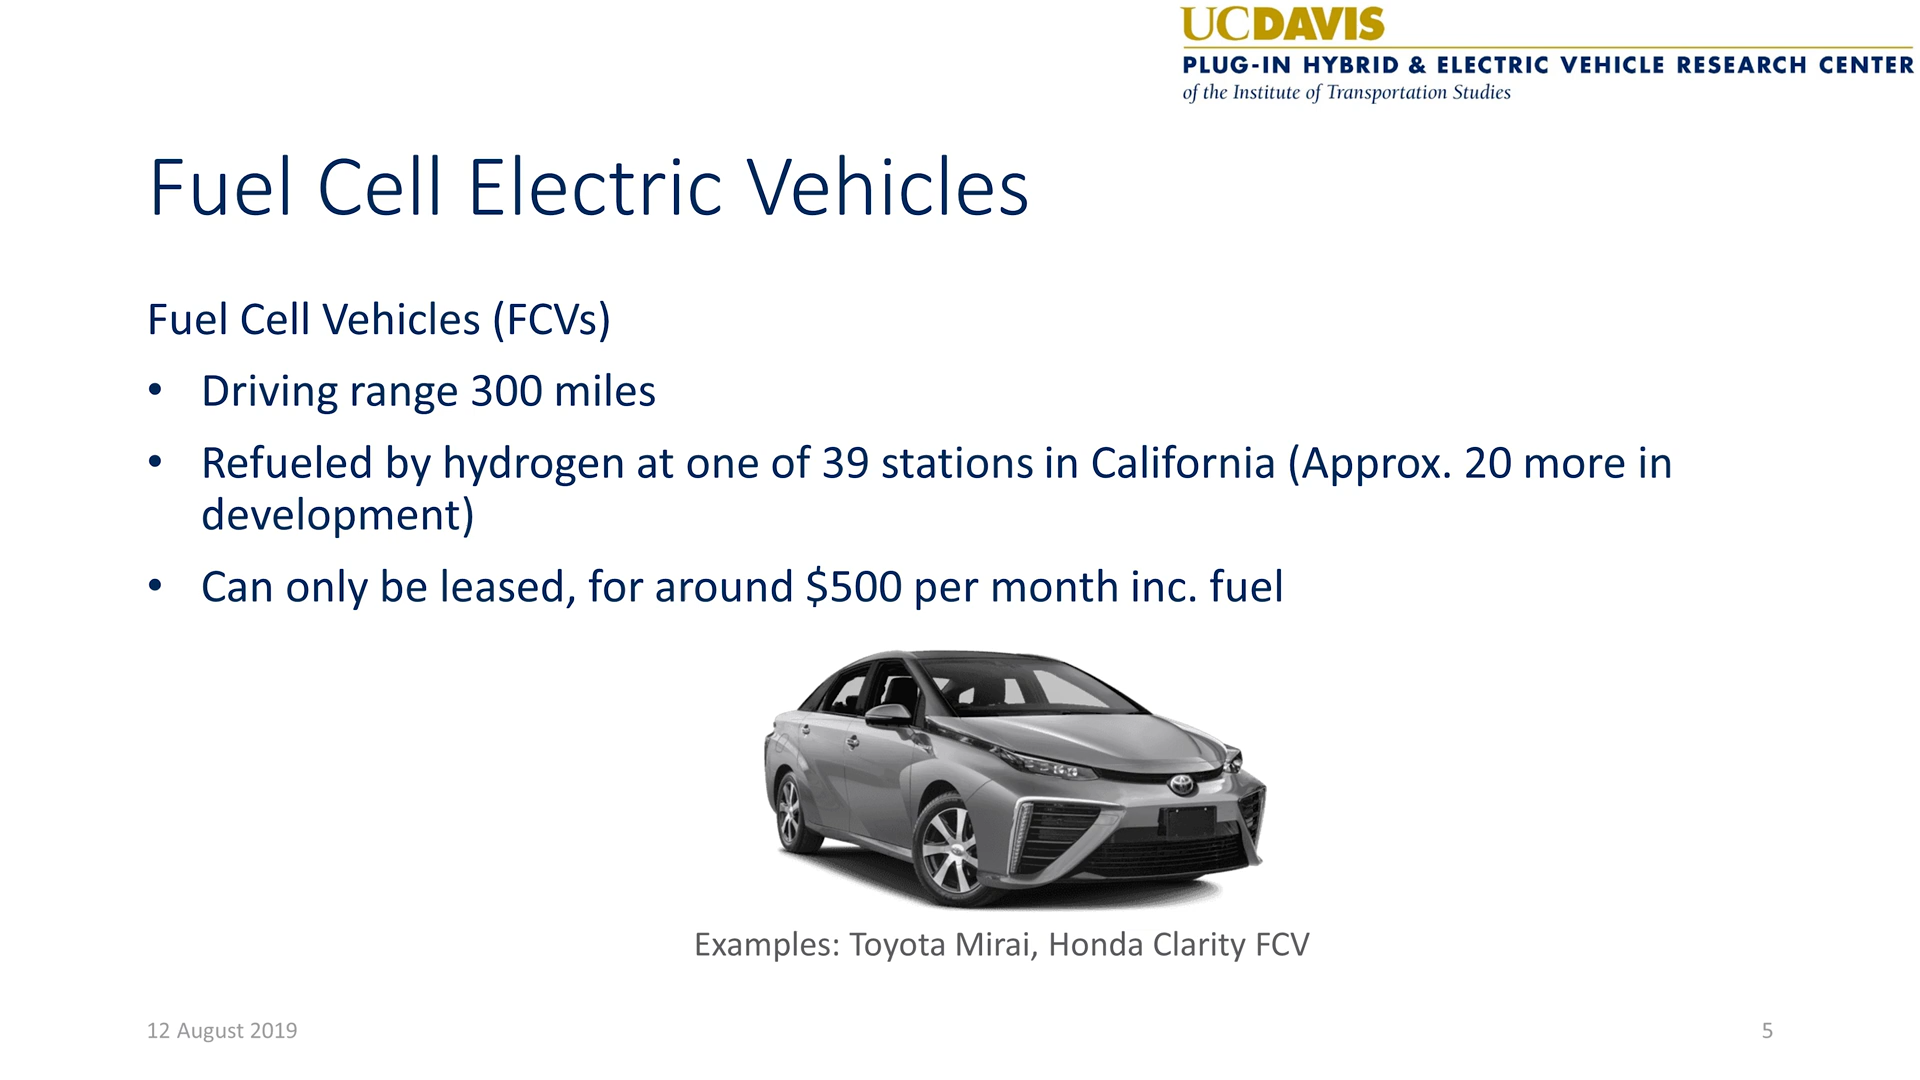 UCDAVIS
PLUG-IN HYBRID & ELECTRIC VEHICLE RESEARCH CENTER
of the Institute of Transportation Studies
Fuel Cell Electric Vehicles
Fuel Cell Vehicles (FCVs)
• Driving range 300 miles
• Refueled by hydrogen at one of 39 stations in California (Approx. 20 more in
development)
• Can only be leased, for around $500 per month inc. fuel
Examples: Toyota Mirai, Honda Clarity FCV
12 August 2019
5